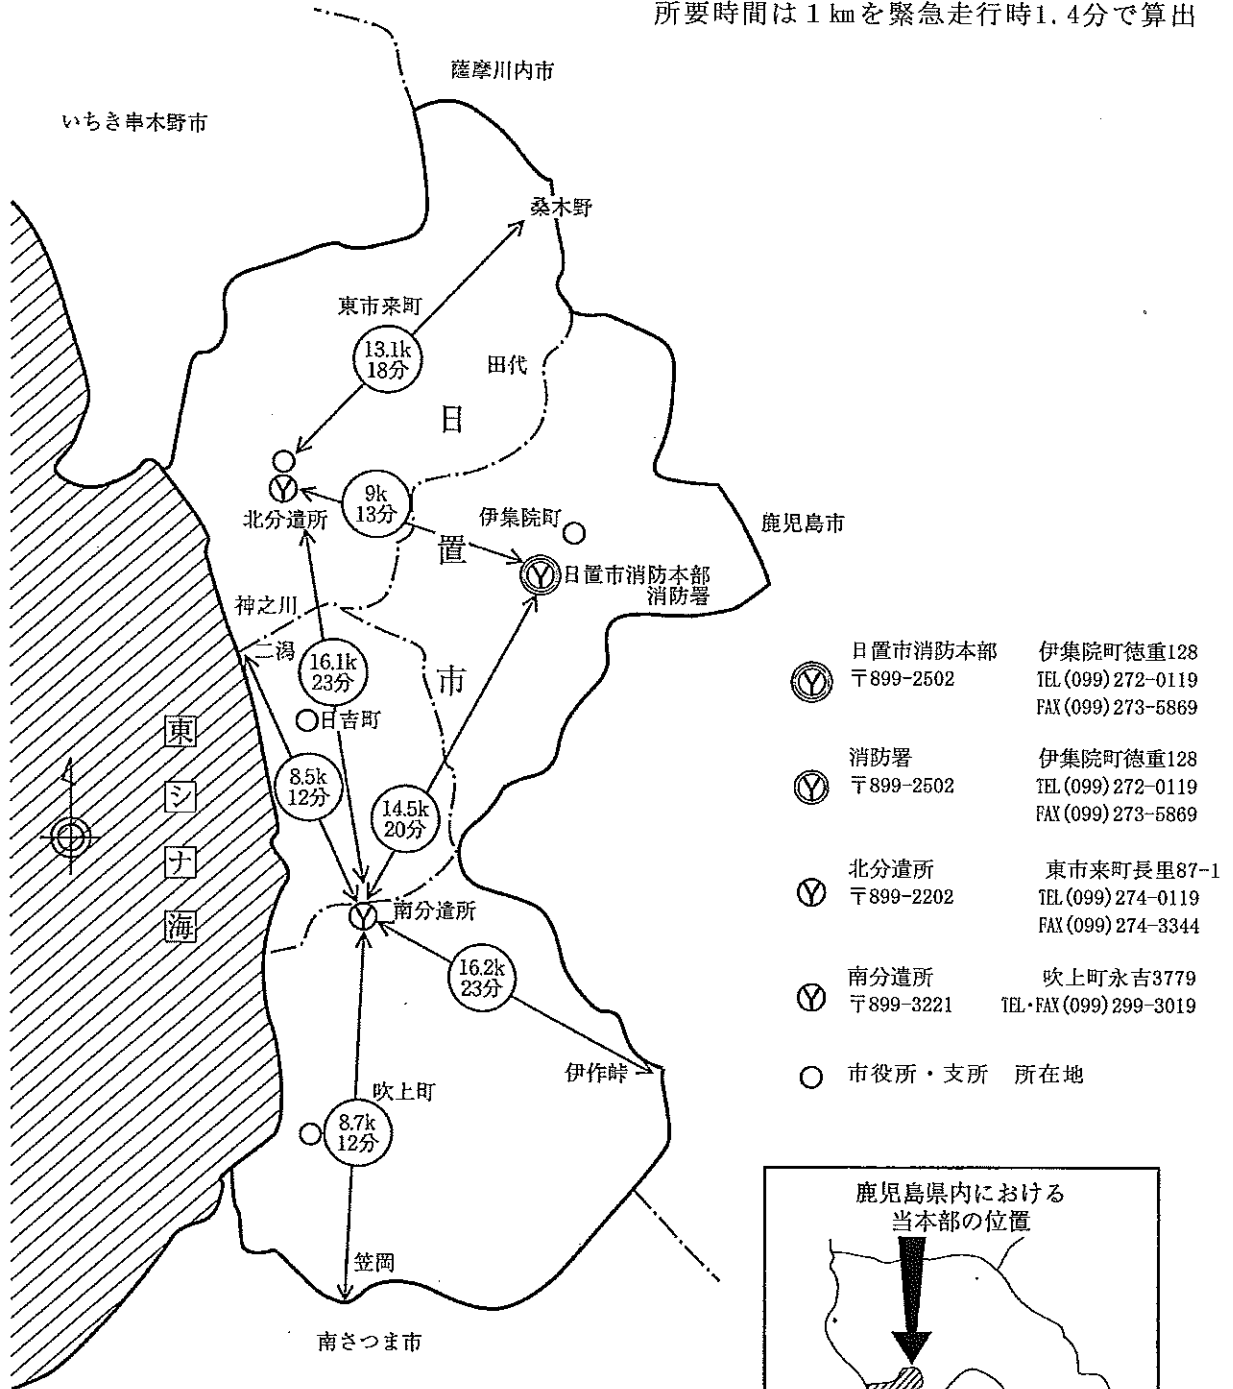 所要時間は1㎞を緊急走行時1.4分で算出
薩摩川内市
いちき串木野市
桑木野
東市来町
13.1k
18分
田代
日
9k
13分
北分遣所
伊集院町
鹿児島市
置
日置市消防本部
消防署
神之川
二潟
16.1k
23分
市
日吉町
東
シ
ナ
海
8.5k
12分
14.5k
20分
南分遣所
16.2k
23分
伊作峠
吹上町
8.7k
12分
笠岡
南さつま市
日置市消防本部 伊集院町徳重128
〒899-2502 TEL(099)272-0119
FAX(099)273-5869
消防署 伊集院町徳重128
〒899-2502 TEL(099)272-0119
FAX(099)273-5869
北分遣所 東市来町長里87-1
〒899-2202 TEL(099)274-0119
FAX(099)274-3344
南分遣所 吹上町永吉3779
〒899-3221 TEL・FAX(099)299-3019
市役所・支所 所在地
鹿児島県内における
当本部の位置